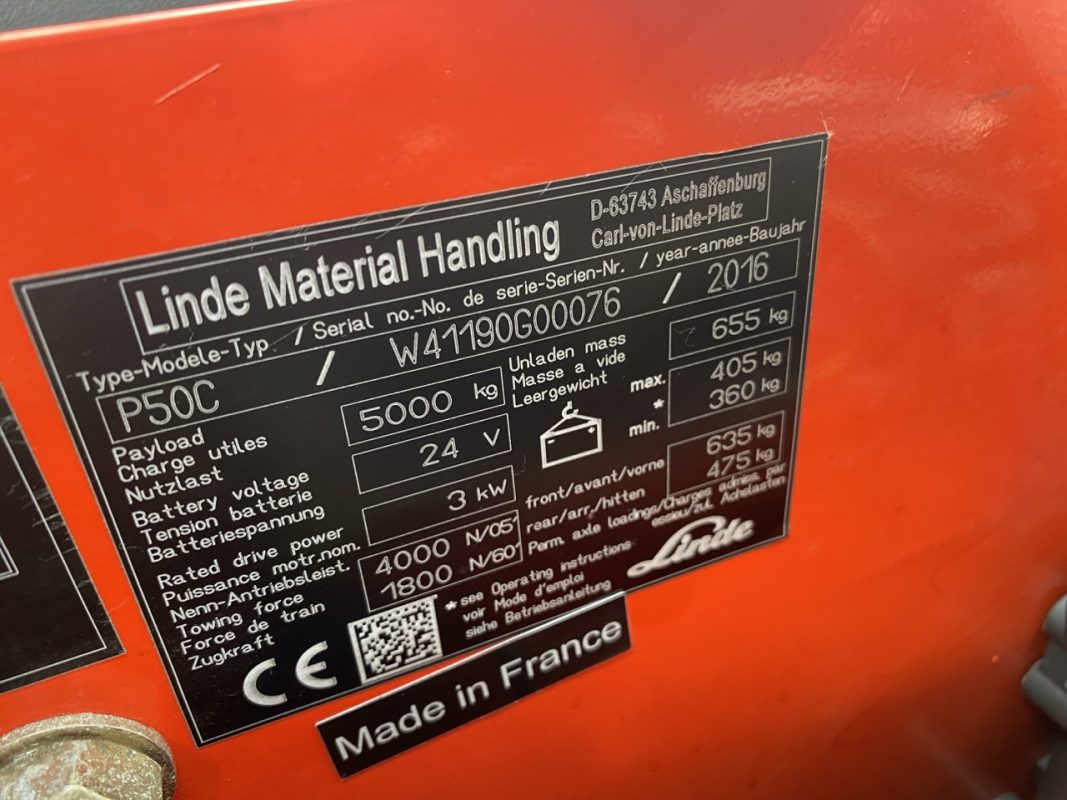 Linde Material Handling
D-63743 Aschaffenburg
Carl-von-Linde-Platz
Type-Modele-Typ / Serial no.-No. de serie-Serien-Nr. / year-annee-Baujahr
P50C / W41190G00076 / 2016
Payload
Charge utiles
Nutzlast
5000 kg
Unladen mass
Masse a vide
Leergewicht
655 kg
Battery voltage
Tension batterie
Batteriespannung
24 V
max. 405 kg
*
min. 360 kg
Rated drive power
Puissance motr.nom.
Nenn-Antriebsleist.
3 kW
front/avant/vorne 635 kg
rear/arr./hitten 475 kg
Perm. axle loadings/Charges admiss. par
essieu/zul. Achslasten
Towing force
Force de train
Zugkraft
4000 N/05'
1800 N/60'
* see Operating instructions
voir Mode d'emploi
siehe Betriebsanleitung
Linde
CE
Made in France